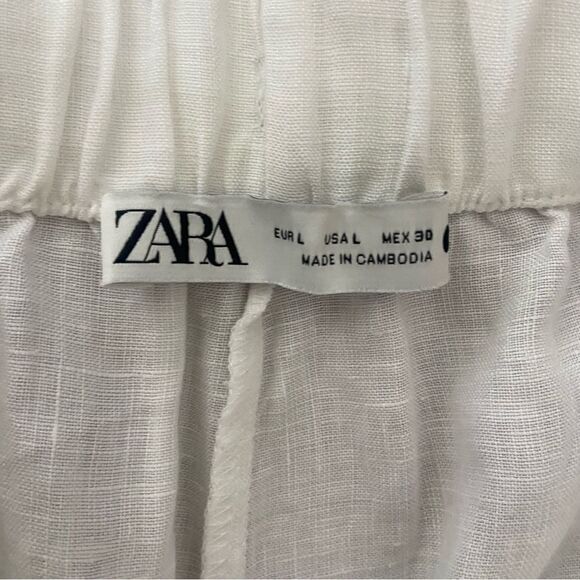 ZARA
EUR L USA L MEX 30
MADE IN CAMBODIA